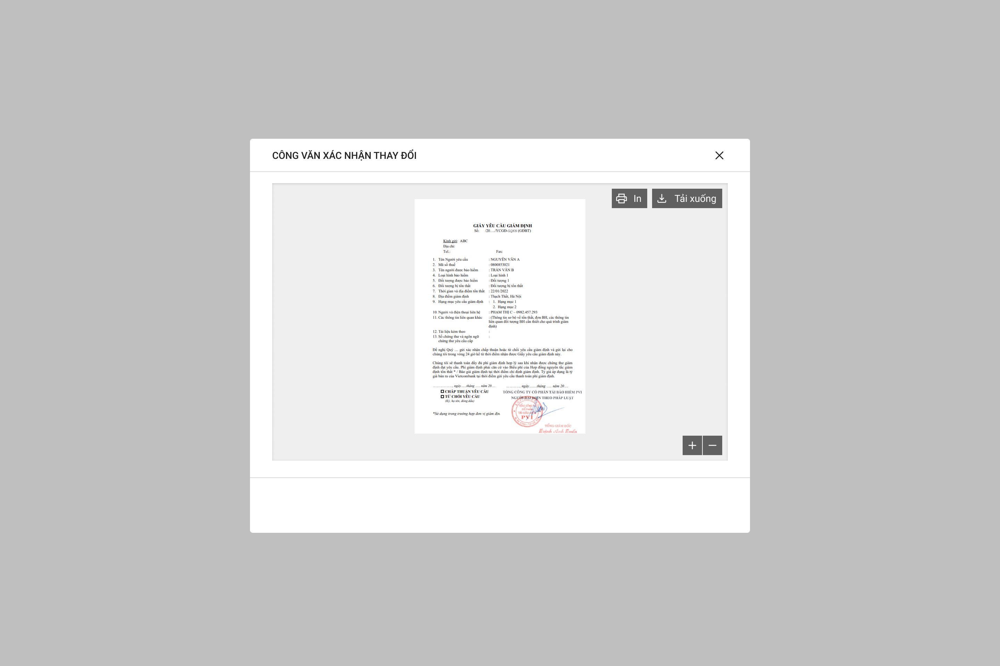 CÔNG VĂN XÁC NHẬN THAY ĐỔI
In
Tải xuống
GIẤY YÊU CẦU GIÁM ĐỊNH
Số: /20…./YCGĐ-GQKN (GĐBT)
Kính gửi: ABC
Địa chỉ:
Tel.: Fax:
1. Tên Người yêu cầu : NGUYỄN VĂN A
2. Mã số thuế : 0800853021
3. Tên người được bảo hiểm : TRẦN VĂN B
4. Loại hình bảo hiểm : Loại hình 1
5. Đối tượng được bảo hiểm : Đối tượng 1
6. Đối tượng bị tổn thất : Đối tượng bị tổn thất
7. Thời gian và địa điểm tổn thất : 22/01/2022
8. Địa điểm giám định : Thạch Thất, Hà Nội
9. Hạng mục yêu cầu giám định : 1. Hạng mục 1
2. Hạng mục 2
10. Người và điện thoại liên hệ : PHẠM THỊ C – 0982.457.293
11. Các thông tin liên quan khác : (Thông tin sơ bộ về tổn thất, đơn BH, các thông tin
liên quan đối tượng BH cần thiết cho quá trình giám
định)
12. Tài liệu kèm theo :
13. Số chứng thư và ngôn ngữ :
chứng thư yêu cầu cấp
Đề nghị Quý … gửi xác nhận chấp thuận hoặc từ chối yêu cầu giám định và gửi lại cho
chúng tôi trong vòng 24 giờ kể từ thời điểm nhận được Giấy yêu cầu giám định này.
Chúng tôi sẽ thanh toán đầy đủ phí giám định hợp lý sau khi nhận được chứng thư giám
định đạt yêu cầu. Phí giám định phải căn cứ vào Biểu phí của Hợp đồng nguyên tắc giám
định tổn thất * / Báo giá giám định tại thời điểm chỉ định giám định. Tỷ giá áp dụng là tỷ
giá bán ra của Vietcombank tại thời điểm gửi yêu cầu thanh toán phí giám định.
………………, ngày......tháng ..... năm 20....
CHẤP THUẬN YÊU CẦU
TỪ CHỐI YÊU CẦU
(Ký, họ tên, đóng dấu)
*Sử dụng trong trường hợp đơn vị giám địn.
…………, ngày........tháng ..... năm 20....
TỔNG CÔNG TY CỔ PHẦN TÁI BẢO HIỂM PVI
NGƯỜI ĐẠI DIỆN THEO PHÁP LUẬT
TỔNG CÔNG TY
CỔ PHẦN
TÁI BẢO HIỂM
PVI
TỔNG GIÁM ĐỐC
Trịnh Anh Tuấn